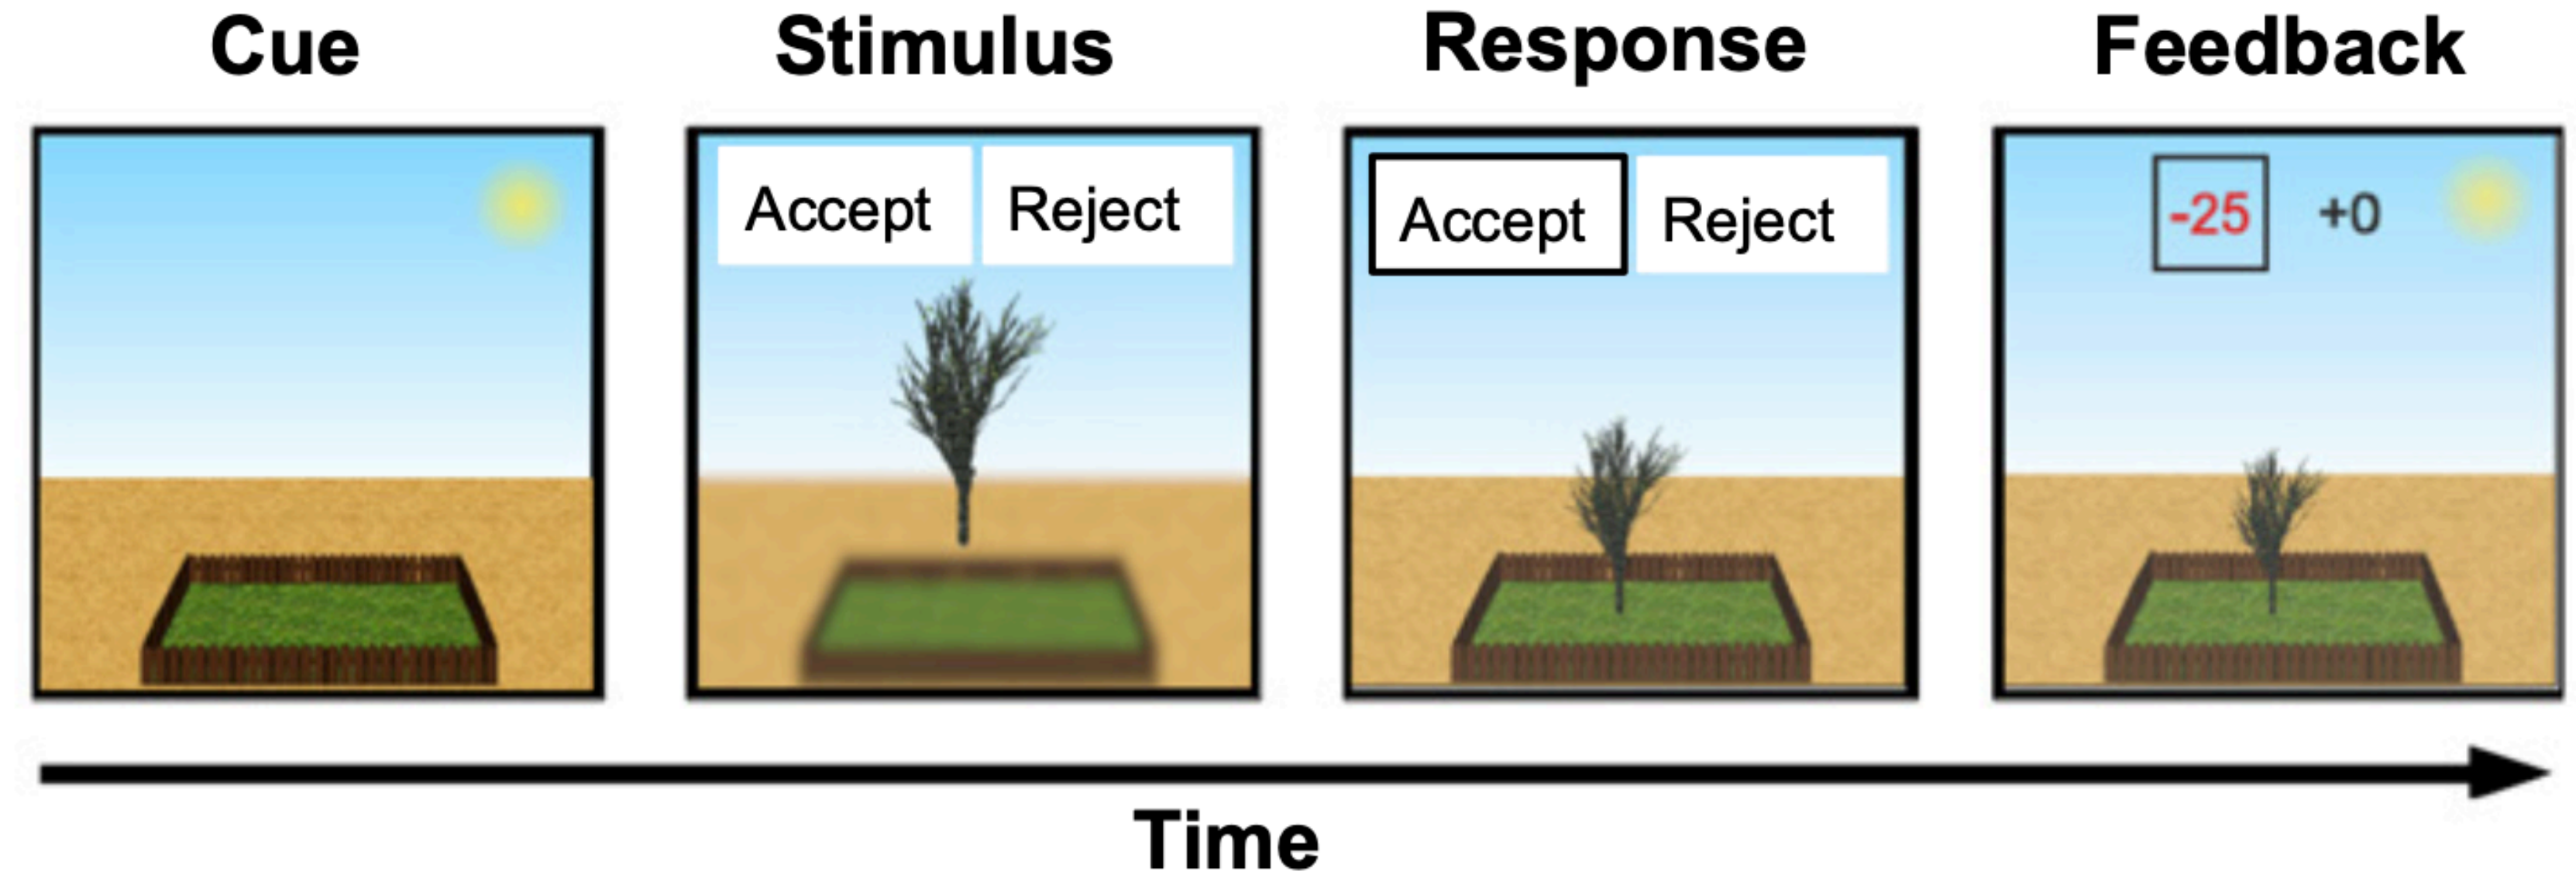 Cue
Stimulus
Response
Feedback
Accept Reject
Accept Reject
-25 +0
Time